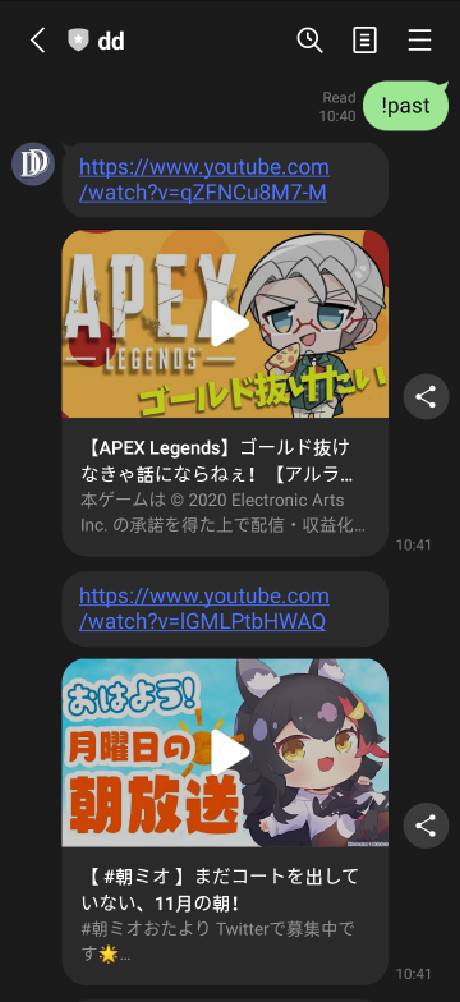 dd
Read
10:40
!past
https://www.youtube.com
/watch?v=qZFNCu8M7-M
APEX
LEGENDS
ゴールド抜けたい
【APEX Legends】ゴールド抜け
なきゃ話にならねぇ！【アルラ...
本ゲームは © 2020 Electronic Arts
Inc. の承諾を得た上で配信・収益化...
10:41
https://www.youtube.com
/watch?v=lGMLPtbHWAQ
おはよう!
月曜日の
朝放送
【 #朝ミオ 】まだコートを出して
いない、11月の朝！
#朝ミオおたより Twitterで募集中で
す🌟...
10:41